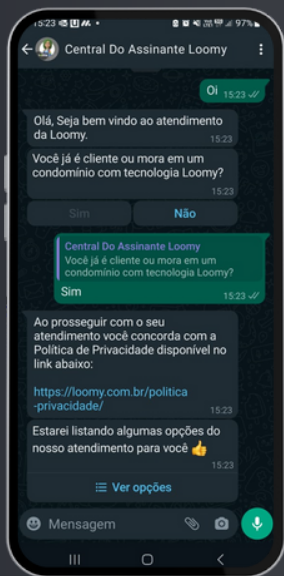 15:23
97%
Central Do Assinante Loomy
Oi 15:23
Olá, Seja bem vindo ao atendimento
da Loomy.
15:23
Você já é cliente ou mora em um
condomínio com tecnologia Loomy?
15:23
Sim
Não
Central Do Assinante Loomy
Você já é cliente ou mora em um
condomínio com tecnologia Loomy?
Sim
15:23
Ao prosseguir com o seu
atendimento você concorda com a
Política de Privacidade disponível no
link abaixo:
https://loomy.com.br/politica
-privacidade/
15:23
Estarei listando algumas opções do
nosso atendimento para você 👍
15:23
Ver opções
Mensagem